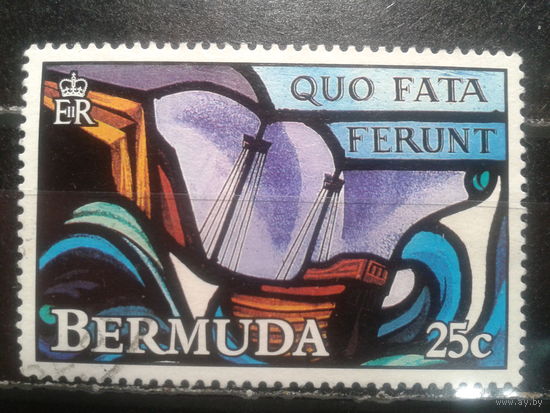 EIIR
QUO FATA
FERUNT
BERMUDA
25c
www.ay.by